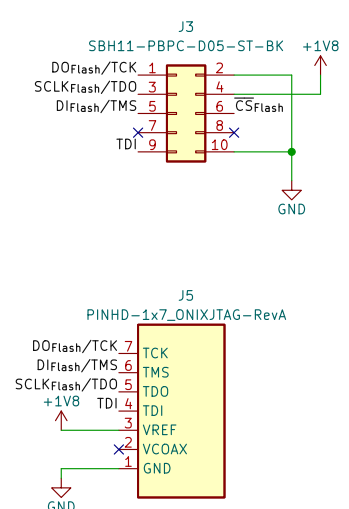 J3
SBH11-PBPC-D05-ST-BK
+1V8
DOFlash/TCK 1 2
SCLKFlash/TDO 3 4
DIFlash/TMS 5 6 CSFlash
7 8
TDI 9 10
GND
J5
PINHD-1x7_ONIXJTAG-RevA
DOFlash/TCK 7 TCK
DIFlash/TMS 6 TMS
SCLKFlash/TDO 5 TDO
TDI 4 TDI
+1V8
3 VREF
2 VCOAX
1 GND
GND